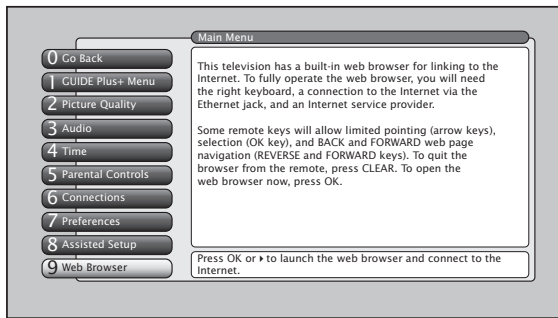 Main Menu
0 Go Back
1 GUIDE Plus+ Menu
2 Picture Quality
3 Audio
4 Time
5 Parental Controls
6 Connections
7 Preferences
8 Assisted Setup
9 Web Browser
This television has a built-in web browser for linking to the
Internet. To fully operate the web browser, you will need
the right keyboard, a connection to the Internet via the
Ethernet jack, and an Internet service provider.
Some remote keys will allow limited pointing (arrow keys),
selection (OK key), and BACK and FORWARD web page
navigation (REVERSE and FORWARD keys). To quit the
browser from the remote, press CLEAR. To open the
web browser now, press OK.
Press OK or ▸ to launch the web browser and connect to the
Internet.